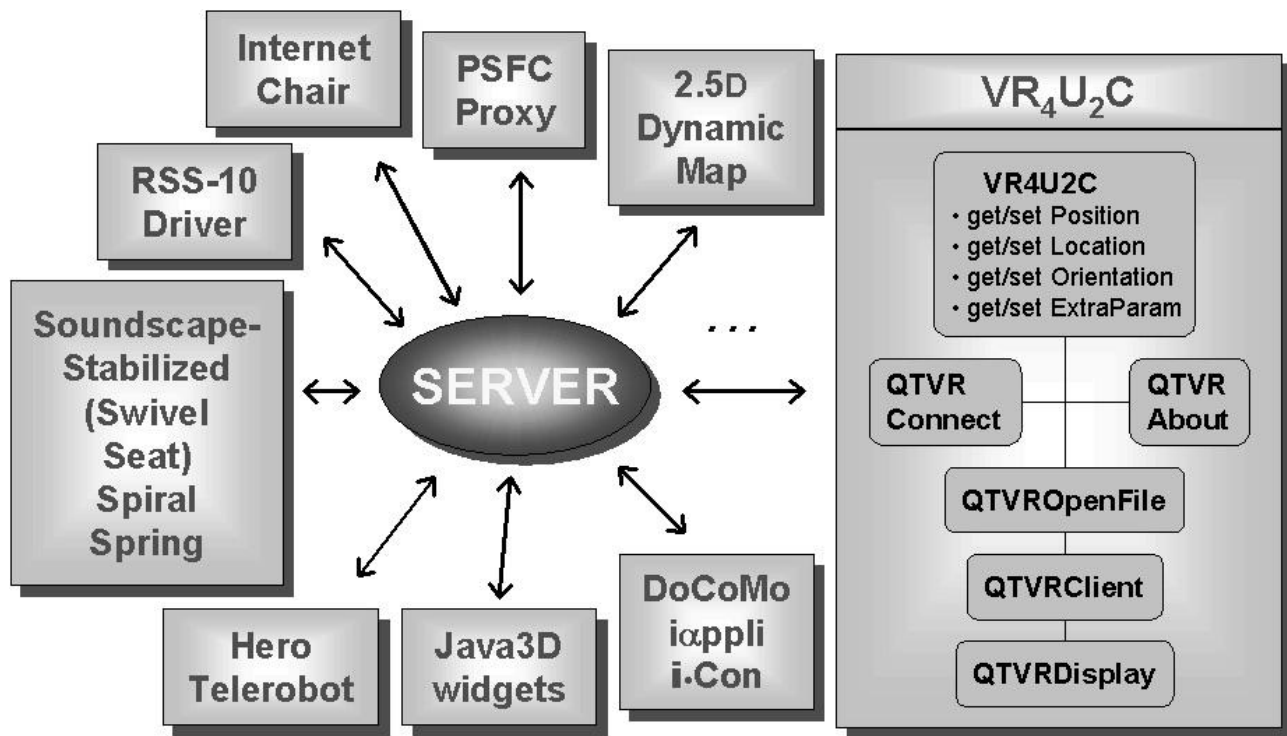 Internet
Chair
PSFC
Proxy
2.5D
Dynamic
Map
RSS-10
Driver
Soundscape-
Stabilized
(Swivel
Seat)
Spiral
Spring
SERVER
. . .
Hero
Telerobot
Java3D
widgets
DoCoMo
iαppli
i·Con
VR₄U₂C
VR4U2C
· get/set Position
· get/set Location
· get/set Orientation
· get/set ExtraParam
QTVR
Connect
QTVR
About
QTVROpenFile
QTVRClient
QTVRDisplay